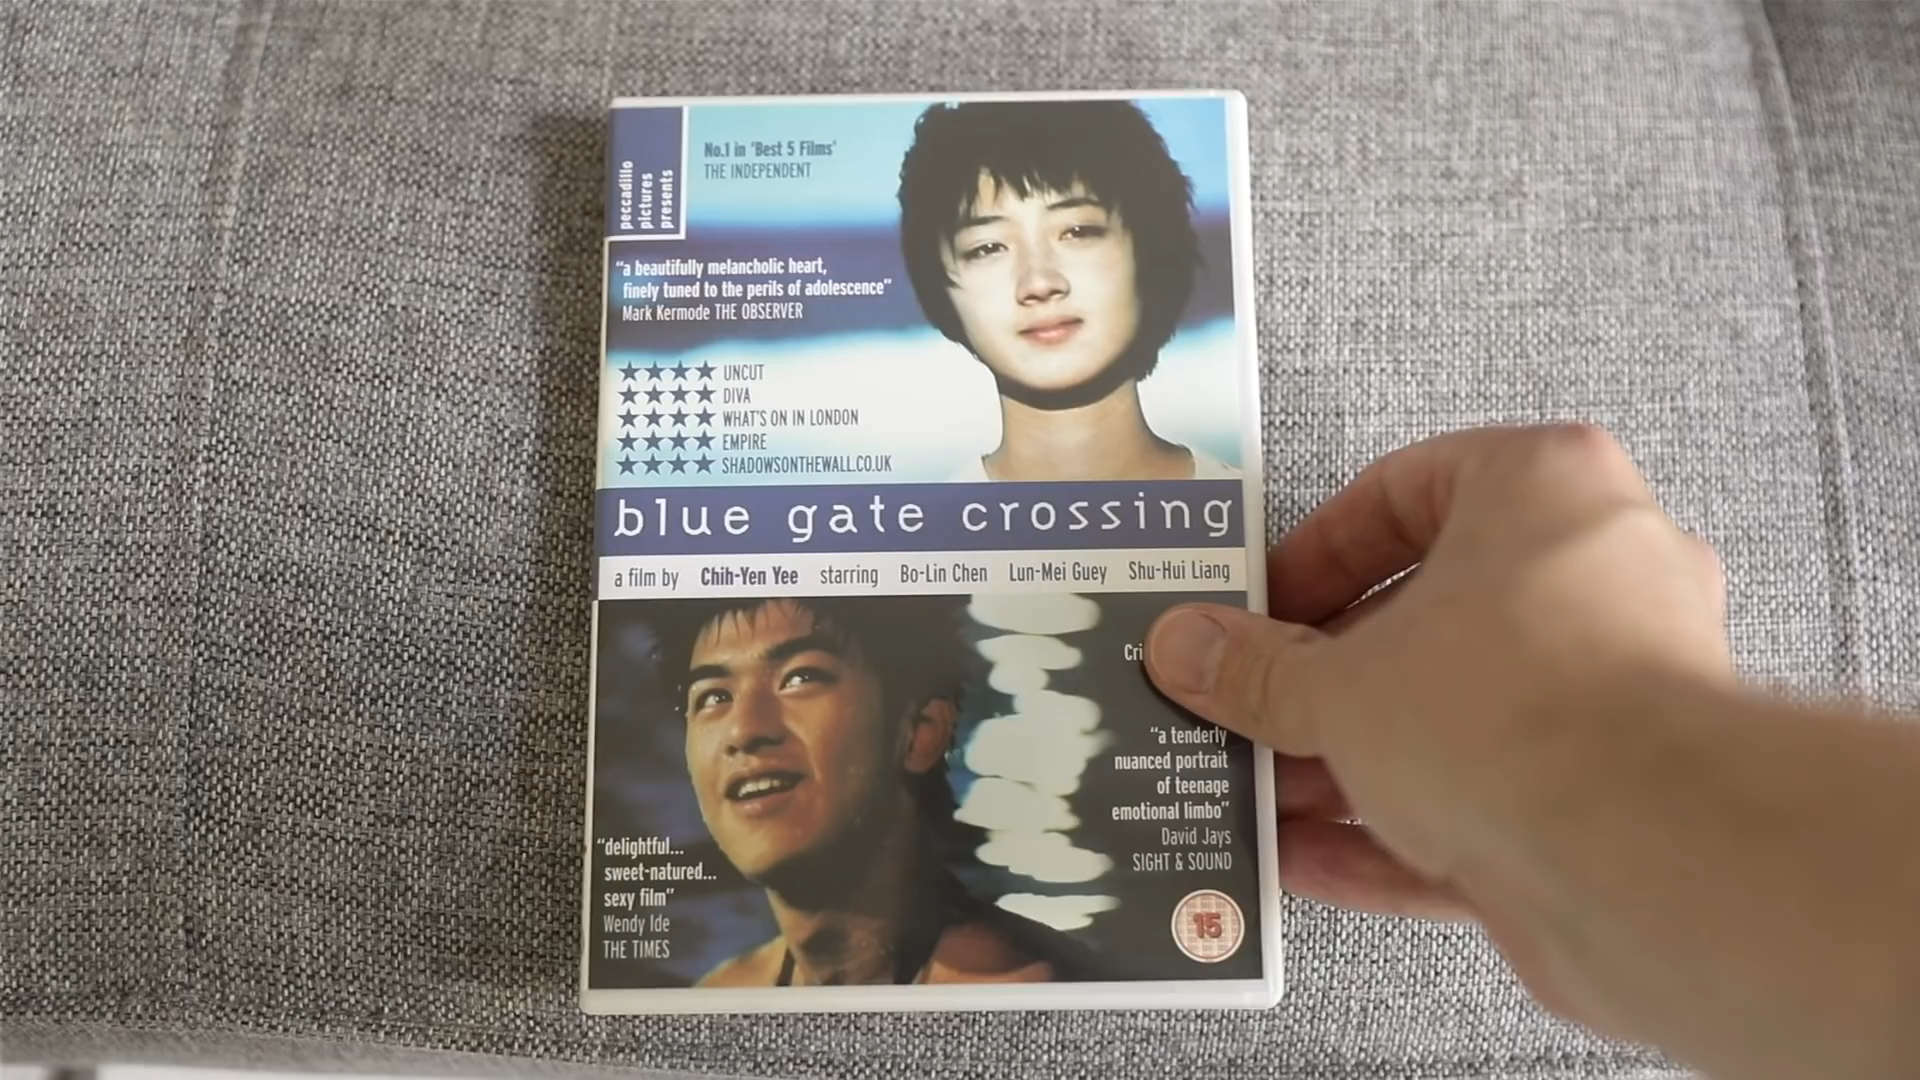 peccadillo
pictures
presents
No.1 in 'Best 5 Films'
THE INDEPENDENT
"a beautifully melancholic heart,
finely tuned to the perils of adolescence"
Mark Kermode THE OBSERVER
★★★★ UNCUT
★★★★ DIVA
★★★★ WHAT'S ON IN LONDON
★★★★ EMPIRE
★★★★ SHADOWSONTHEWALL.CO.UK
blue gate crossing
a film by Chih-Yen Yee starring Bo-Lin Chen Lun-Mei Guey Shu-Hui Liang
"a tenderly
nuanced portrait
of teenage
emotional limbo"
David Jays
SIGHT & SOUND
"delightful...
sweet-natured...
sexy film"
Wendy Ide
THE TIMES
15